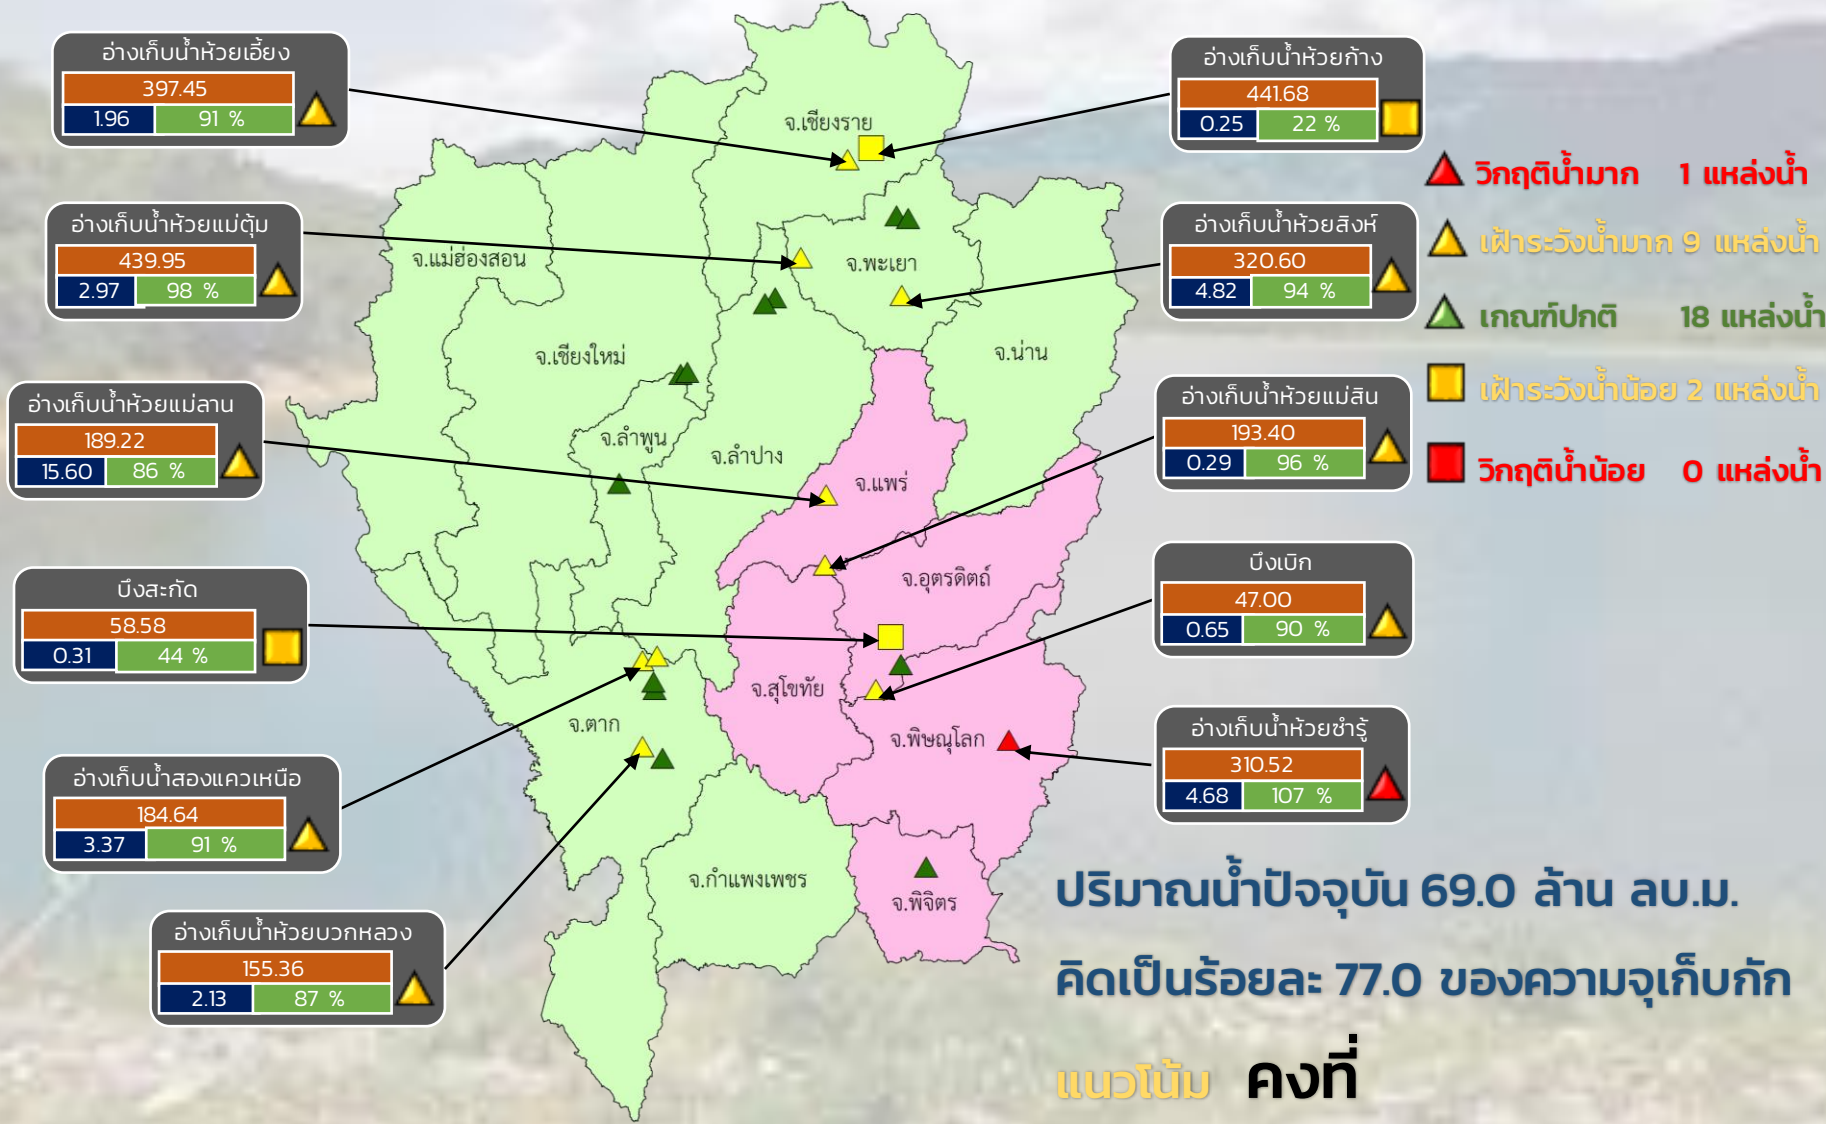 อ่างเก็บน้ำห้วยเอี้ยง
397.45
1.96 91 %
อ่างเก็บน้ำห้วยแม่ตุ้ม
439.95
2.97 98 %
อ่างเก็บน้ำห้วยแม่ลาน
189.22
15.60 86 %
บึงสะกัด
58.58
0.31 44 %
อ่างเก็บน้ำสองแควเหนือ
184.64
3.37 91 %
อ่างเก็บน้ำห้วยบวกหลวง
155.36
2.13 87 %
จ.เชียงราย
จ.แม่ฮ่องสอน
จ.พะเยา
จ.เชียงใหม่
จ.น่าน
จ.ลำพูน
จ.ลำปาง
จ.แพร่
จ.อุตรดิตถ์
จ.สุโขทัย
จ.ตาก
จ.พิษณุโลก
จ.กำแพงเพชร
จ.พิจิตร
อ่างเก็บน้ำห้วยก้าง
441.68
0.25 22 %
อ่างเก็บน้ำห้วยสิงห์
320.60
4.82 94 %
อ่างเก็บน้ำห้วยแม่สิน
193.40
0.29 96 %
บึงเบิก
47.00
0.65 90 %
อ่างเก็บน้ำห้วยซำรู้
310.52
4.68 107 %
วิกฤติน้ำมาก 1 แหล่งน้ำ
เฝ้าระวังน้ำมาก 9 แหล่งน้ำ
เกณฑ์ปกติ 18 แหล่งน้ำ
เฝ้าระวังน้ำน้อย 2 แหล่งน้ำ
วิกฤติน้ำน้อย 0 แหล่งน้ำ
ปริมาณน้ำปัจจุบัน 69.0 ล้าน ลบ.ม.
คิดเป็นร้อยละ 77.0 ของความจุเก็บกัก
แนวโน้ม คงที่